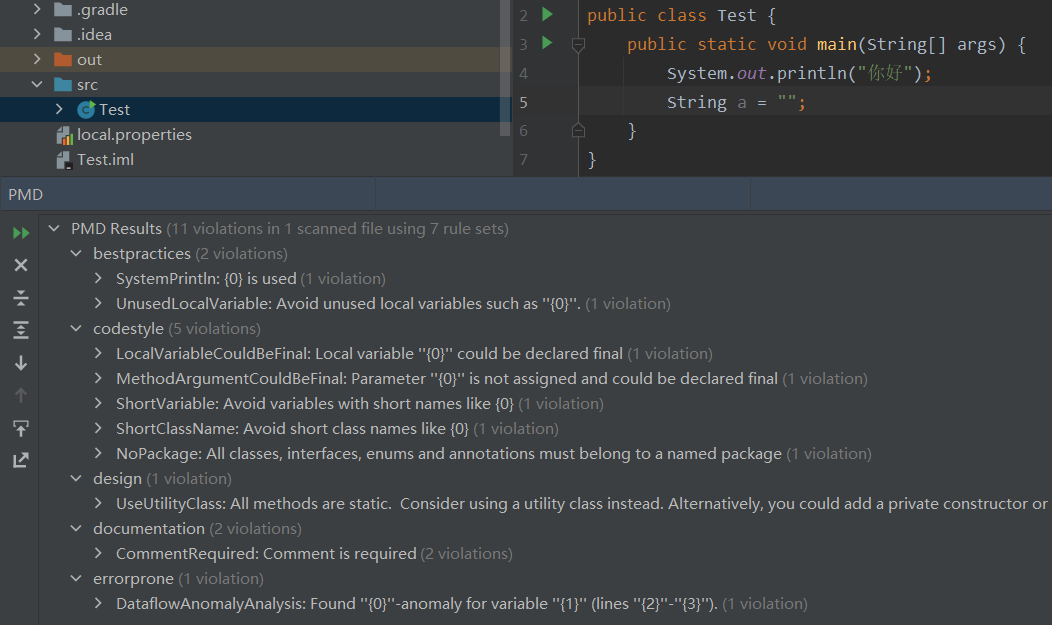 .gradle
.idea
out
src
Test
local.properties
Test.iml
2 public class Test {
3 public static void main(String[] args) {
4 System.out.println("你好");
5 String a = "";
6 }
7 }
PMD
PMD Results (11 violations in 1 scanned file using 7 rule sets)
bestpractices (2 violations)
SystemPrintln: {0} is used (1 violation)
UnusedLocalVariable: Avoid unused local variables such as ''{0}''. (1 violation)
codestyle (5 violations)
LocalVariableCouldBeFinal: Local variable ''{0}'' could be declared final (1 violation)
MethodArgumentCouldBeFinal: Parameter ''{0}'' is not assigned and could be declared final (1 violation)
ShortVariable: Avoid variables with short names like {0} (1 violation)
ShortClassName: Avoid short class names like {0} (1 violation)
NoPackage: All classes, interfaces, enums and annotations must belong to a named package (1 violation)
design (1 violation)
UseUtilityClass: All methods are static.  Consider using a utility class instead. Alternatively, you could add a private constructor or
documentation (2 violations)
CommentRequired: Comment is required (2 violations)
errorprone (1 violation)
DataflowAnomalyAnalysis: Found ''{0}''-anomaly for variable ''{1}'' (lines ''{2}''-''{3}''). (1 violation)